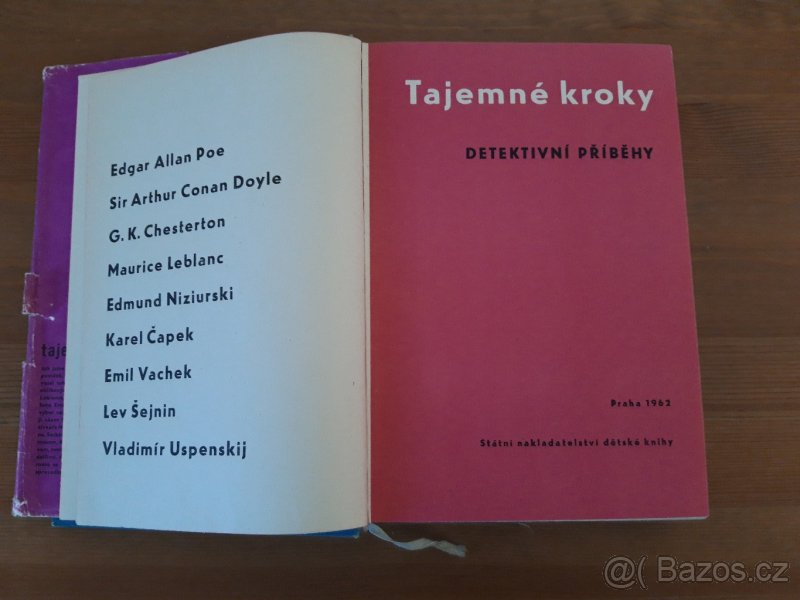 Edgar Allan Poe
Sir Arthur Conan Doyle
G. K. Chesterton
Maurice Leblanc
Edmund Niziurski
Karel Čapek
Emil Vachek
Lev Šejnin
Vladimír Uspenskij
Tajemné kroky
DETEKTIVNÍ PŘÍBĚHY
Praha 1962
Státní nakladatelství dětské knihy
taje
@( Bazos.cz